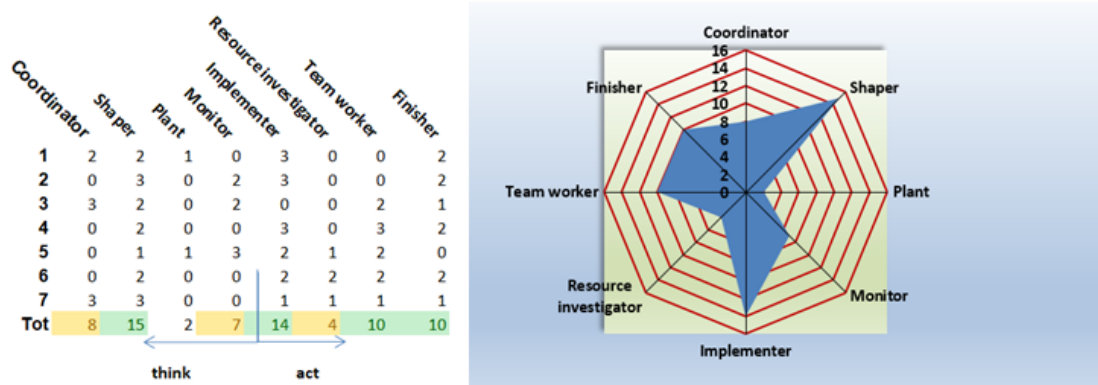 Coordinator Shaper Plant Monitor Implementer Resource investigator Team worker Finisher
1 2 2 1 0 3 0 0 2
2 0 3 0 2 3 0 0 2
3 3 2 0 2 0 0 2 1
4 0 2 0 0 3 0 3 2
5 0 1 1 3 2 1 2 0
6 0 2 0 0 2 2 2 2
7 3 3 0 0 1 1 1 1
Tot 8 15 2 7 14 4 10 10
think act
Coordinator
16
14
12
10
8
6
4
2
0
Shaper
Plant
Monitor
Implementer
Resource
investigator
Team worker
Finisher